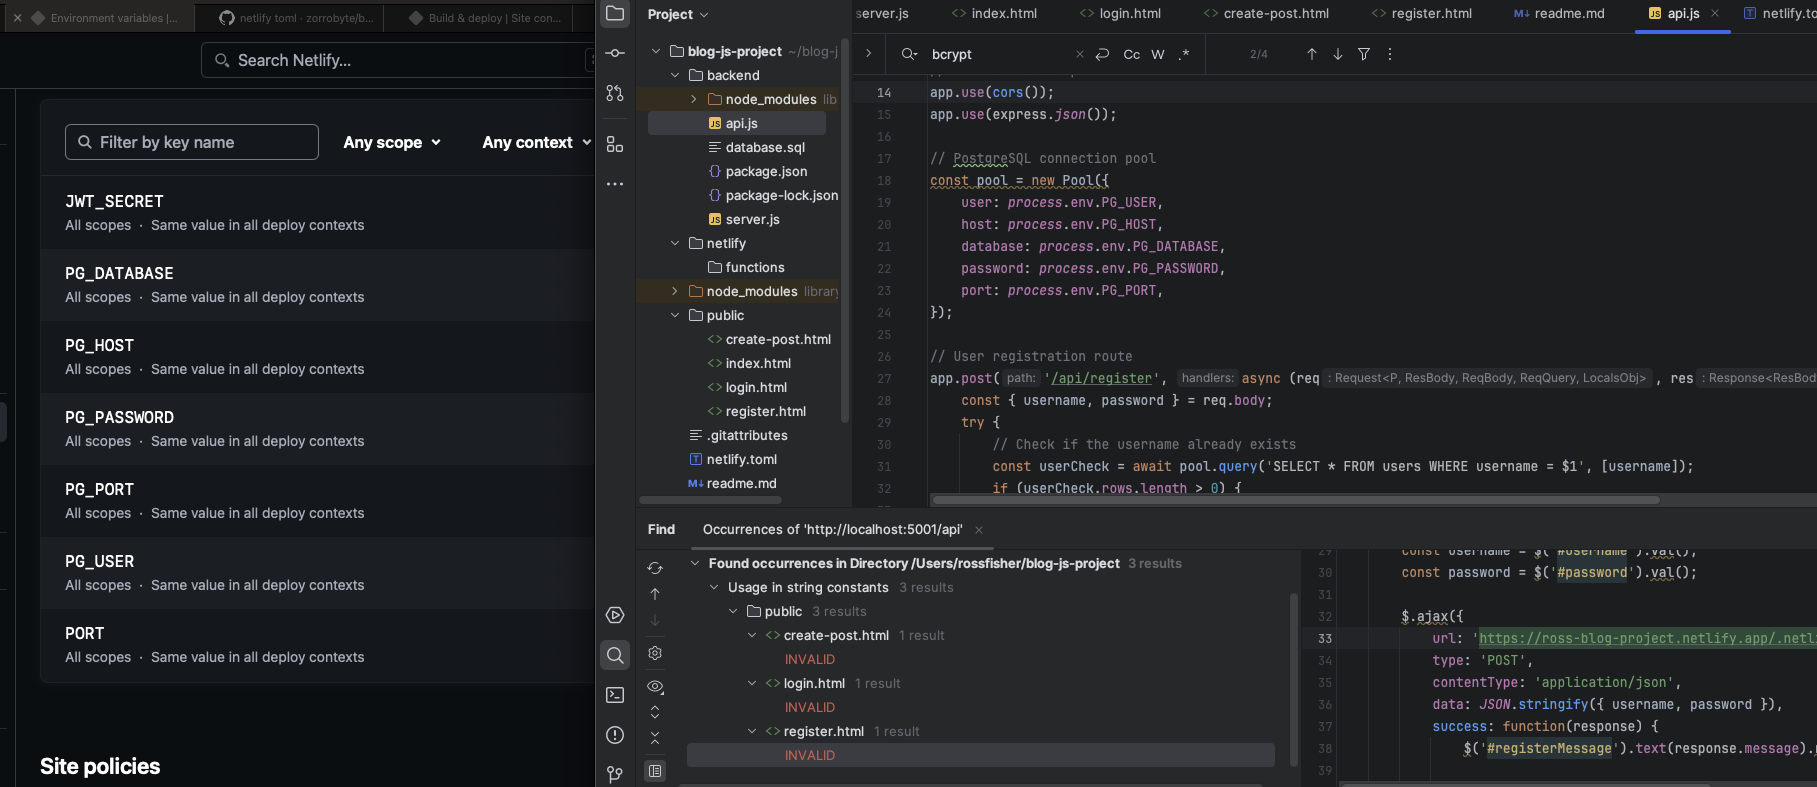 Environment variables |...
netlify toml · zorrobyte/b...
Build & deploy | Site con...
Search Netlify...
Filter by key name
Any scope
Any context
JWT_SECRET
All scopes · Same value in all deploy contexts
PG_DATABASE
All scopes · Same value in all deploy contexts
PG_HOST
All scopes · Same value in all deploy contexts
PG_PASSWORD
All scopes · Same value in all deploy contexts
PG_PORT
All scopes · Same value in all deploy contexts
PG_USER
All scopes · Same value in all deploy contexts
PORT
All scopes · Same value in all deploy contexts
Site policies
Project
blog-js-project ~/blog-j
backend
node_modules lib
JS api.js
database.sql
{} package.json
{} package-lock.json
JS server.js
netlify
functions
node_modules library
public
<> create-post.html
<> index.html
<> login.html
<> register.html
.gitattributes
T netlify.toml
M↓ readme.md
server.js
<> index.html
<> login.html
<> create-post.html
<> register.html
M↓ readme.md
JS api.js
T netlify.to
bcrypt
Cc W .*
2/4
14 app.use(cors());
15 app.use(express.json());
16
17 // PostgreSQL connection pool
18 const pool = new Pool({
19 user: process.env.PG_USER,
20 host: process.env.PG_HOST,
21 database: process.env.PG_DATABASE,
22 password: process.env.PG_PASSWORD,
23 port: process.env.PG_PORT,
24 });
25
26 // User registration route
27 app.post( path: '/api/register', handlers: async (req : Request<P, ResBody, ReqBody, ReqQuery, LocalsObj> , res : Response<ResBod
28 const { username, password } = req.body;
29 try {
30 // Check if the username already exists
31 const userCheck = await pool.query('SELECT * FROM users WHERE username = $1', [username]);
32 if (userCheck.rows.length > 0) {
Find
Occurrences of 'http://localhost:5001/api'
Found occurrences in Directory /Users/rossfisher/blog-js-project 3 results
Usage in string constants 3 results
public 3 results
<> create-post.html 1 result
INVALID
<> login.html 1 result
INVALID
<> register.html 1 result
INVALID
29 const username = $('#username').val();
30 const password = $('#password').val();
31
32 $.ajax({
33 url: 'https://ross-blog-project.netlify.app/.netl
34 type: 'POST',
35 contentType: 'application/json',
36 data: JSON.stringify({ username, password }),
37 success: function(response) {
38 $('#registerMessage').text(response.message).
39